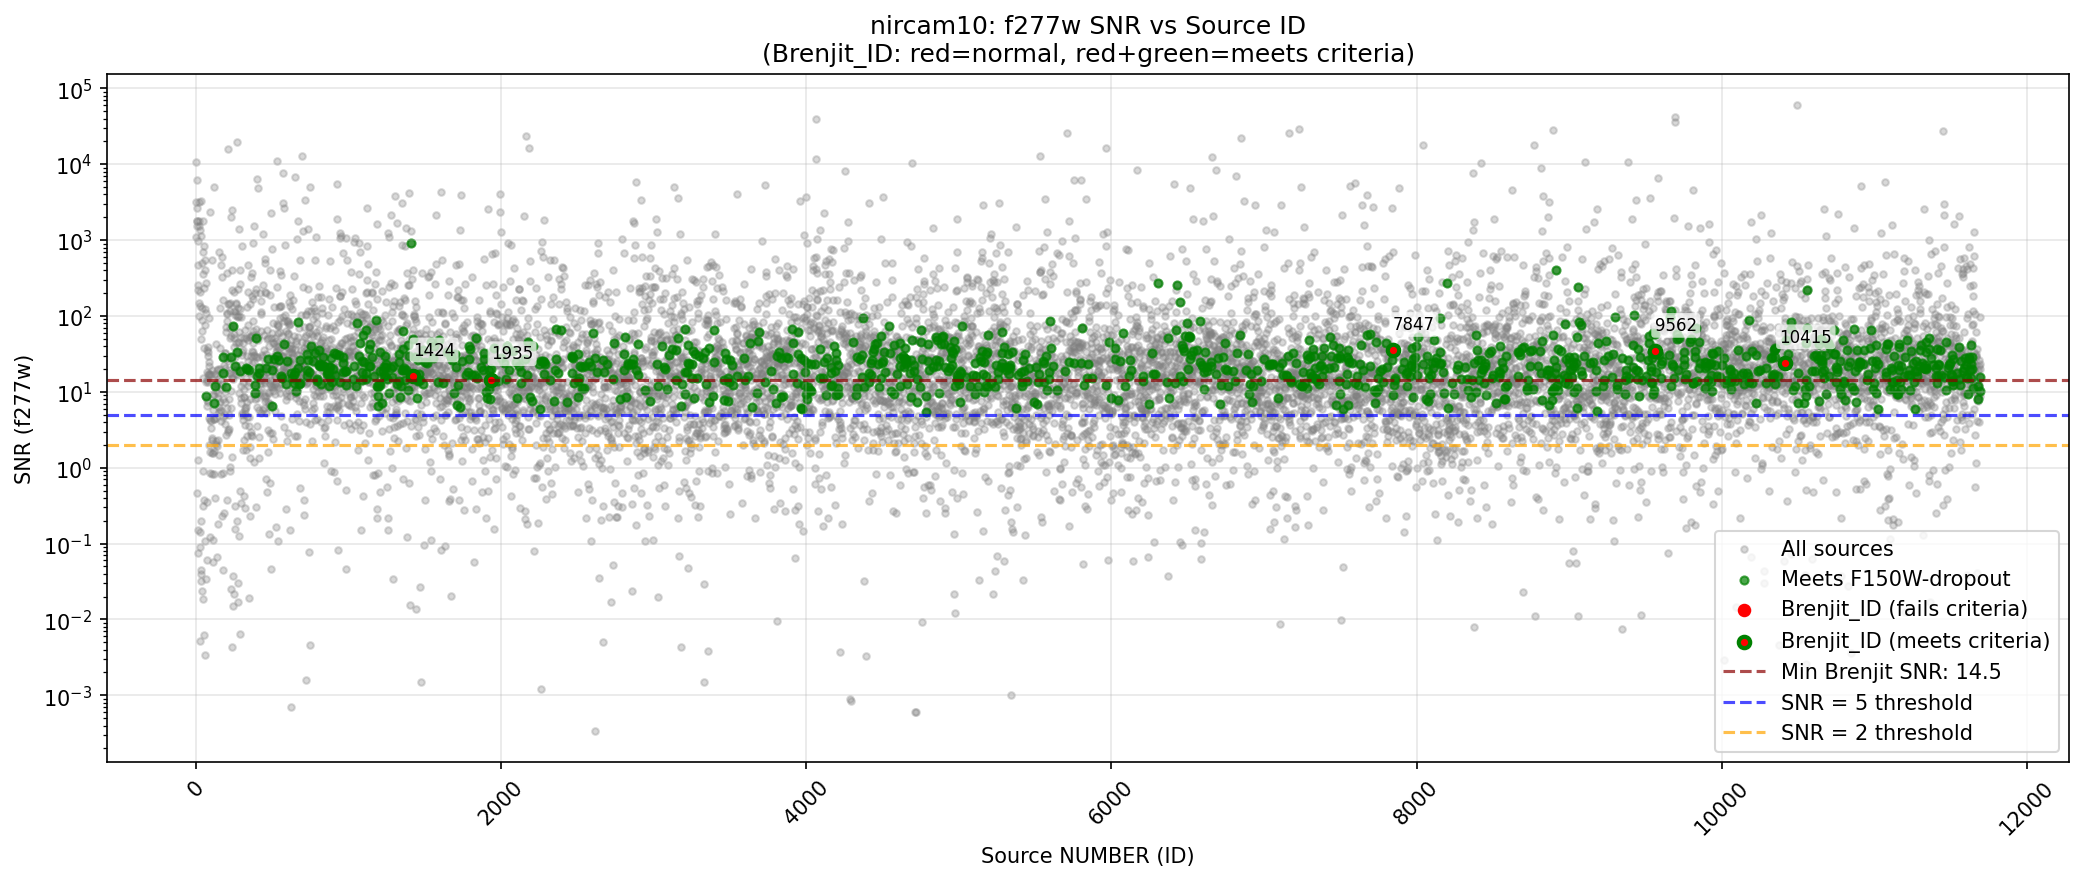 nircam10: f277w SNR vs Source ID
(Brenjit_ID: red=normal, red+green=meets criteria)
SNR (f277w)
10⁵
10⁴
10³
10²
10¹
10⁰
10⁻¹
10⁻²
10⁻³
1424
1935
7847
9562
10415
All sources
Meets F150W-dropout
Brenjit_ID (fails criteria)
Brenjit_ID (meets criteria)
Min Brenjit SNR: 14.5
SNR = 5 threshold
SNR = 2 threshold
0
2000
4000
6000
8000
10000
12000
Source NUMBER (ID)